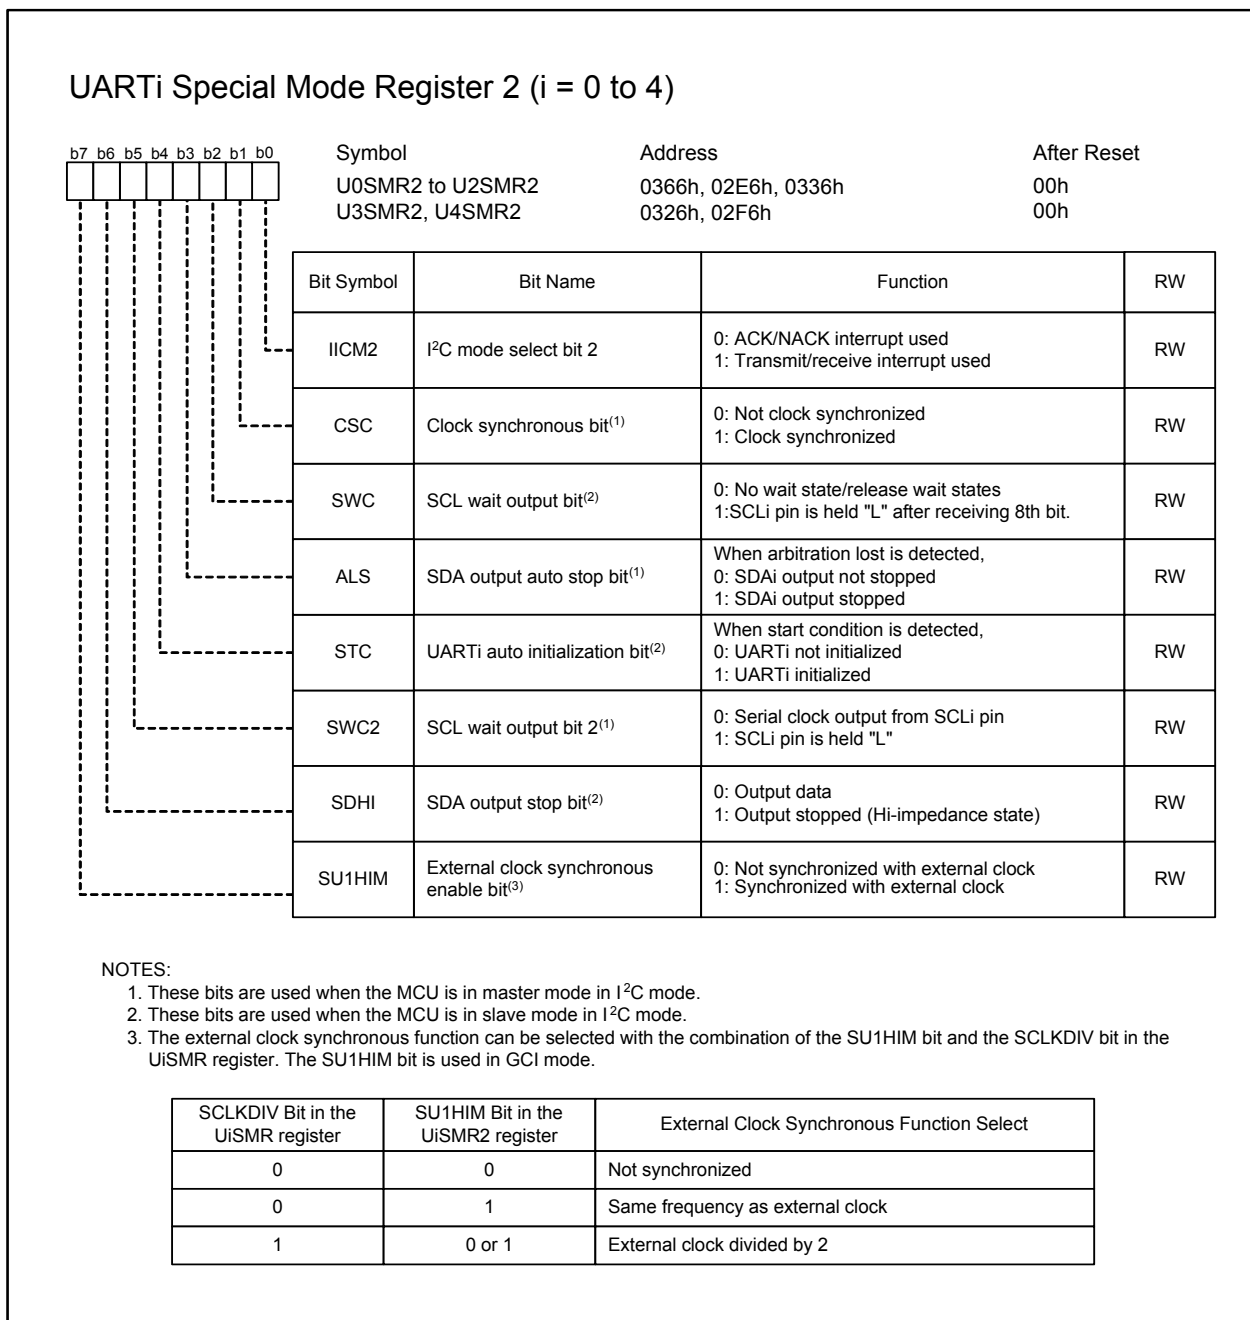 UARTi Special Mode Register 2 (i = 0 to 4)
b7 b6 b5 b4 b3 b2 b1 b0
Symbol Address After Reset
U0SMR2 to U2SMR2 0366h, 02E6h, 0336h 00h
U3SMR2, U4SMR2 0326h, 02F6h 00h
Bit Symbol Bit Name Function RW
IICM2 I²C mode select bit 2 0: ACK/NACK interrupt used RW
1: Transmit/receive interrupt used
CSC Clock synchronous bit(1) 0: Not clock synchronized RW
1: Clock synchronized
SWC SCL wait output bit(2) 0: No wait state/release wait states RW
1:SCLi pin is held "L" after receiving 8th bit.
When arbitration lost is detected,
ALS SDA output auto stop bit(1) 0: SDAi output not stopped RW
1: SDAi output stopped
When start condition is detected,
STC UARTi auto initialization bit(2) 0: UARTi not initialized RW
1: UARTi initialized
SWC2 SCL wait output bit 2(1) 0: Serial clock output from SCLi pin RW
1: SCLi pin is held "L"
SDHI SDA output stop bit(2) 0: Output data RW
1: Output stopped (Hi-impedance state)
SU1HIM External clock synchronous 0: Not synchronized with external clock RW
enable bit(3) 1: Synchronized with external clock
NOTES:
1. These bits are used when the MCU is in master mode in I²C mode.
2. These bits are used when the MCU is in slave mode in I²C mode.
3. The external clock synchronous function can be selected with the combination of the SU1HIM bit and the SCLKDIV bit in the
UiSMR register. The SU1HIM bit is used in GCI mode.
SCLKDIV Bit in the SU1HIM Bit in the External Clock Synchronous Function Select
UiSMR register UiSMR2 register
0 0 Not synchronized
0 1 Same frequency as external clock
1 0 or 1 External clock divided by 2